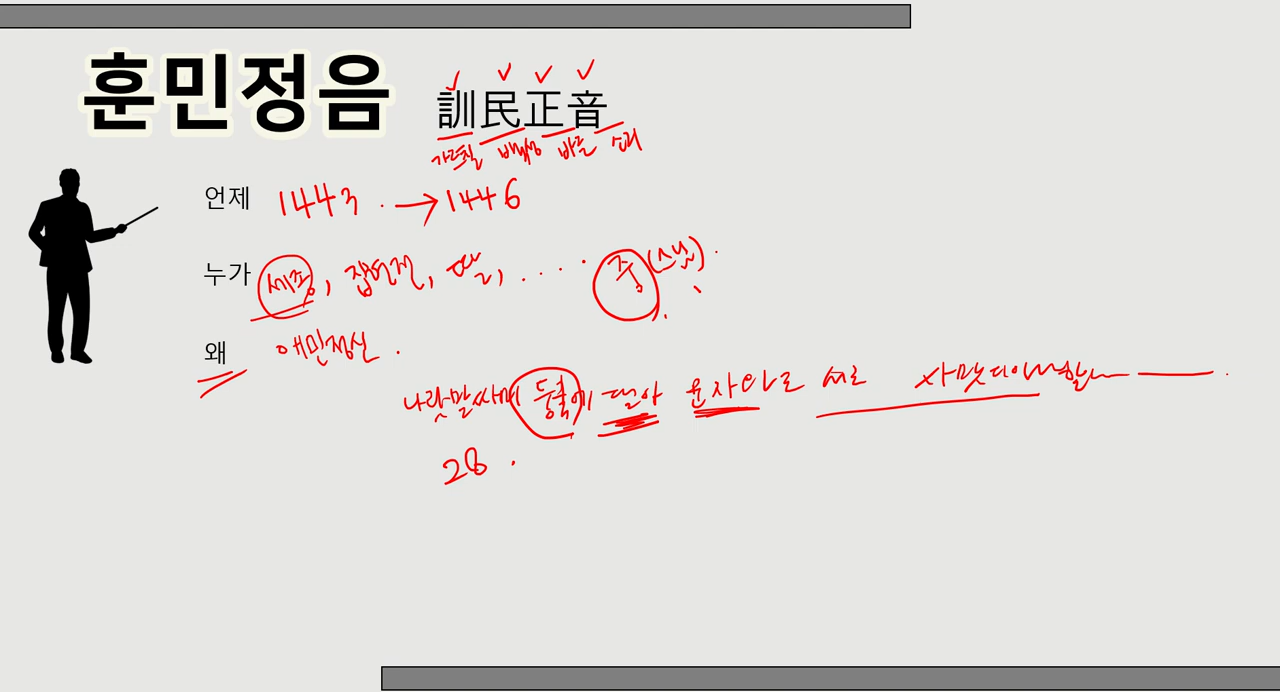 훈민정음 訓民正音
가르칠 백성 바를 소리
언제 1443 → 1446
누가 세종, 집현전, 딸, .... 중(스님).
왜 애민정신.
나랏말싸미 듕국에 달아 문자와로 서로 사맛디아니할
28.